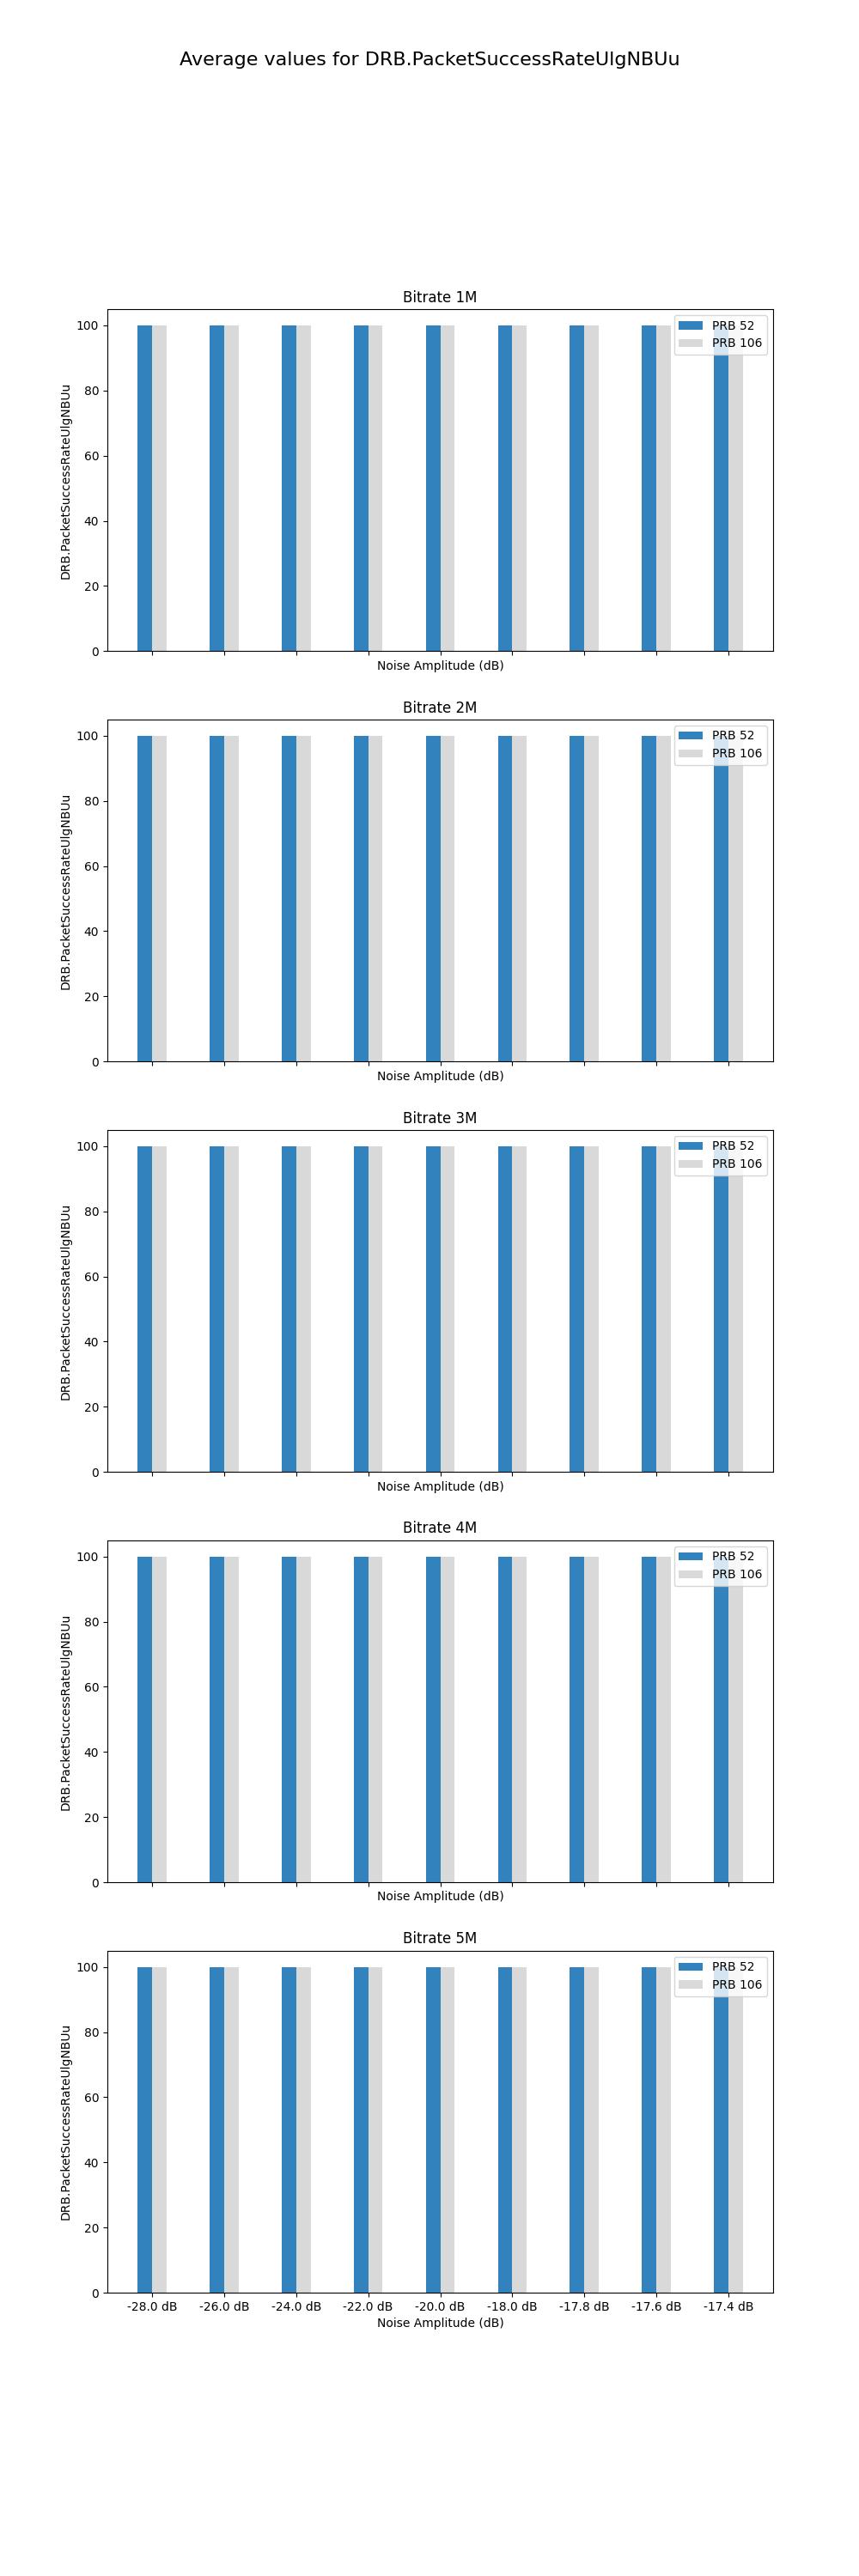 Average values for DRB.PacketSuccessRateUlgNBUu
Bitrate 1M
DRB.PacketSuccessRateUlgNBUu
100
80
60
40
20
0
PRB 52
PRB 106
Noise Amplitude (dB)
Bitrate 2M
DRB.PacketSuccessRateUlgNBUu
100
80
60
40
20
0
PRB 52
PRB 106
Noise Amplitude (dB)
Bitrate 3M
DRB.PacketSuccessRateUlgNBUu
100
80
60
40
20
0
PRB 52
PRB 106
Noise Amplitude (dB)
Bitrate 4M
DRB.PacketSuccessRateUlgNBUu
100
80
60
40
20
0
PRB 52
PRB 106
Noise Amplitude (dB)
Bitrate 5M
DRB.PacketSuccessRateUlgNBUu
100
80
60
40
20
0
PRB 52
PRB 106
-28.0 dB -26.0 dB -24.0 dB -22.0 dB -20.0 dB -18.0 dB -17.8 dB -17.6 dB -17.4 dB
Noise Amplitude (dB)